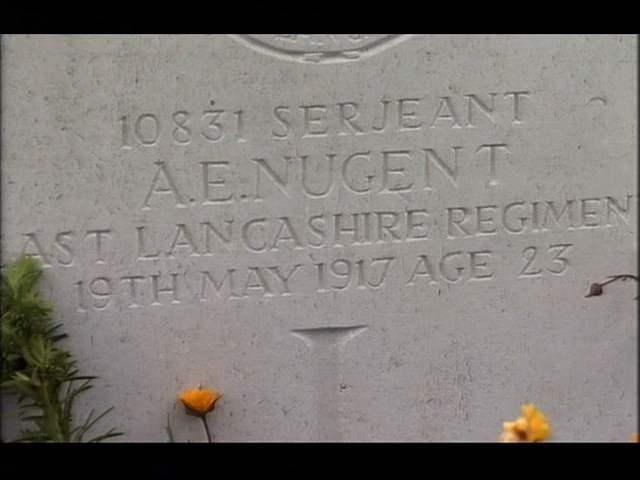 10831 SERJEANT
A.E.NUGENT
AST LANCASHIRE REGIMEN
19TH MAY 1917 AGE 23